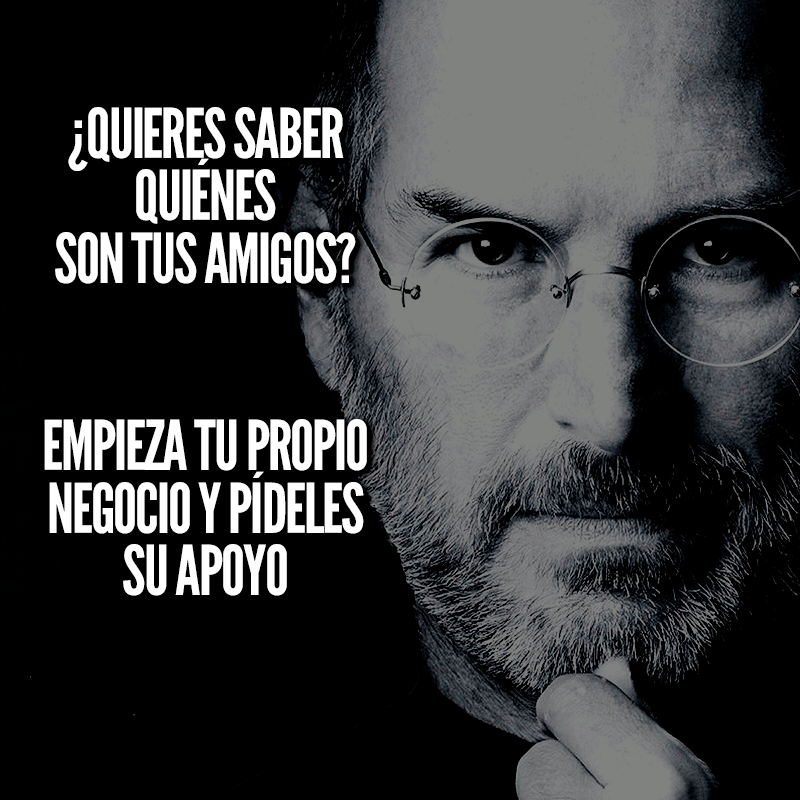 ¿QUIERES SABER
QUIÉNES
SON TUS AMIGOS?
EMPIEZA TU PROPIO
NEGOCIO Y PÍDELES
SU APOYO